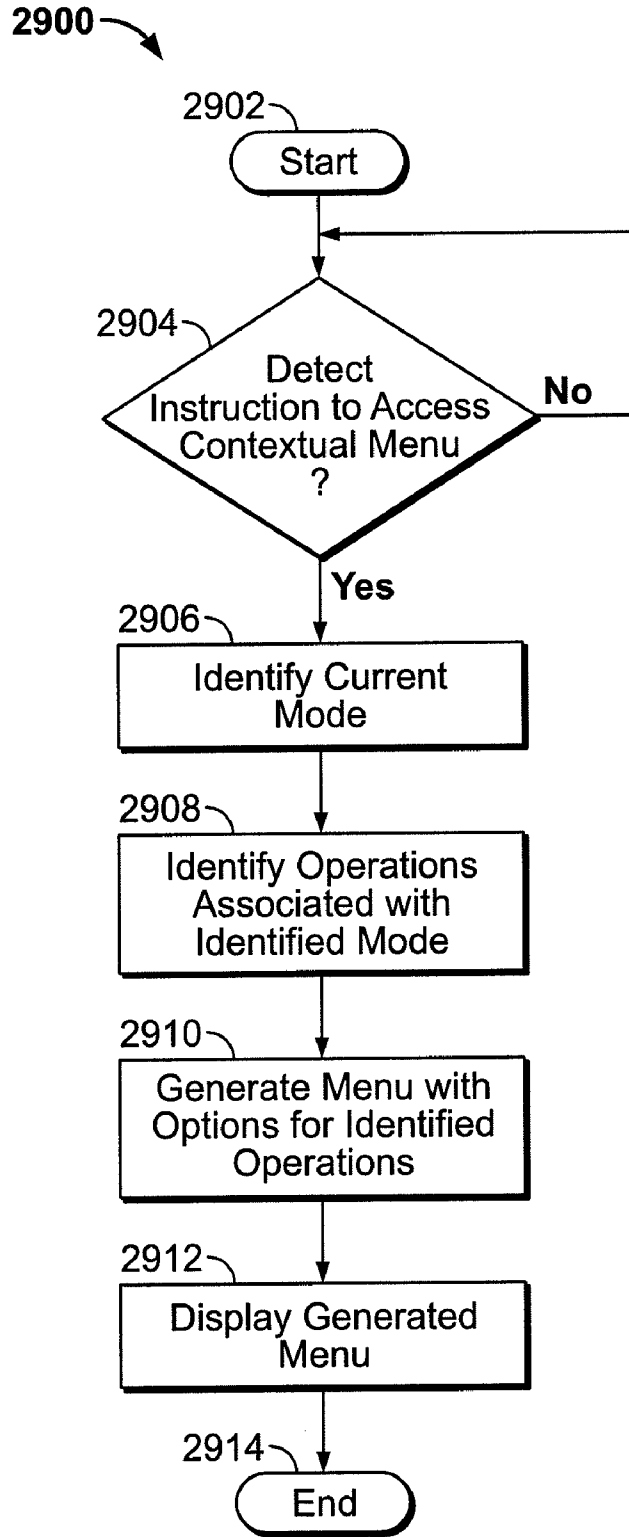 2900
2902
Start
2904
Detect
Instruction to Access
Contextual Menu
?
No
Yes
2906
Identify Current
Mode
2908
Identify Operations
Associated with
Identified Mode
2910
Generate Menu with
Options for Identified
Operations
2912
Display Generated
Menu
2914
End